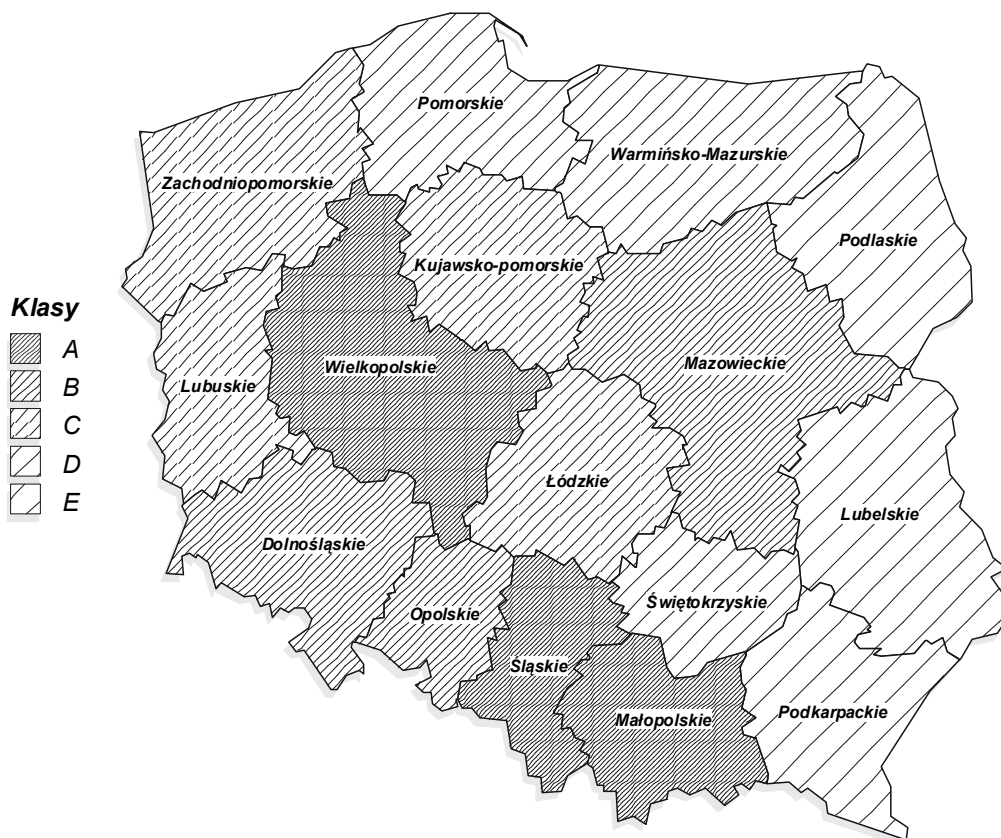 Pomorskie
Warmińsko-Mazurskie
Zachodniopomorskie
Podlaskie
Kujawsko-pomorskie
Klasy
A
B
C
D
E
Wielkopolskie
Mazowieckie
Lubuskie
Łódzkie
Lubelskie
Dolnośląskie
Świętokrzyskie
Opolskie
Śląskie
Małopolskie
Podkarpackie